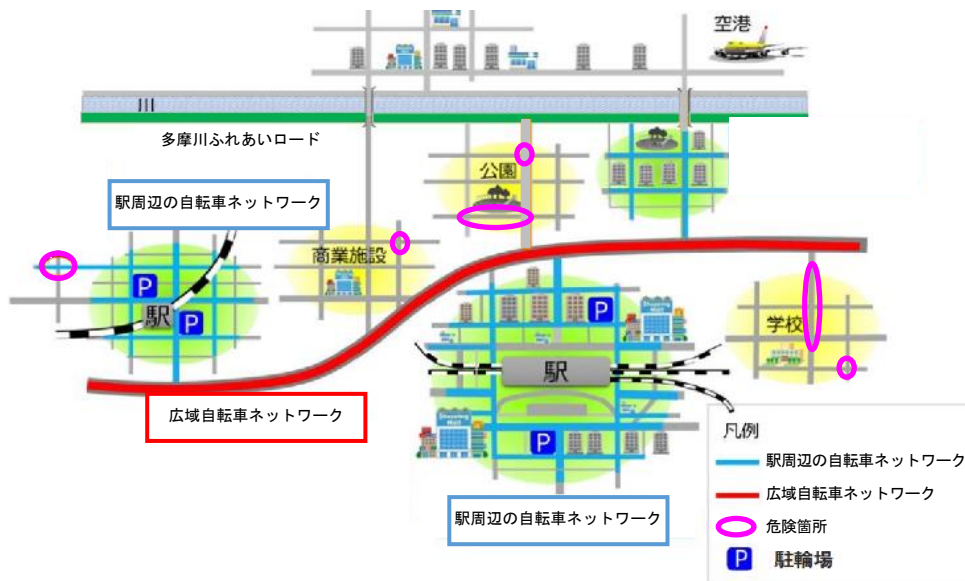 空港
川
多摩川ふれあいロード
公園
駅周辺の自転車ネットワーク
商業施設
P
駅
P
P
学校
駅
広域自転車ネットワーク
P
駅周辺の自転車ネットワーク
凡例
駅周辺の自転車ネットワーク
広域自転車ネットワーク
危険箇所
P 駐輪場